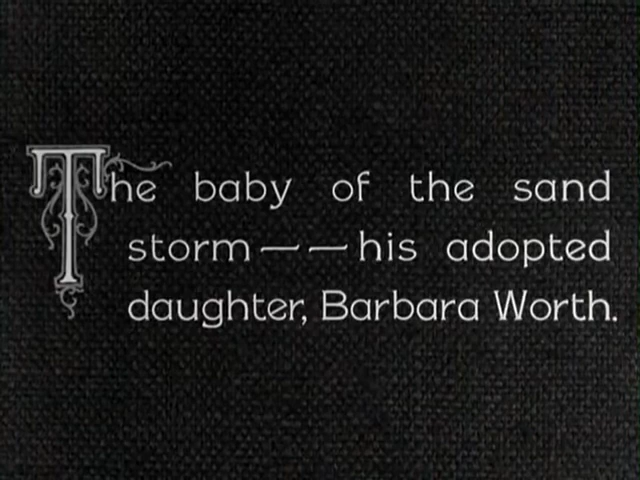 The baby of the sand
storm — — his adopted
daughter, Barbara Worth.